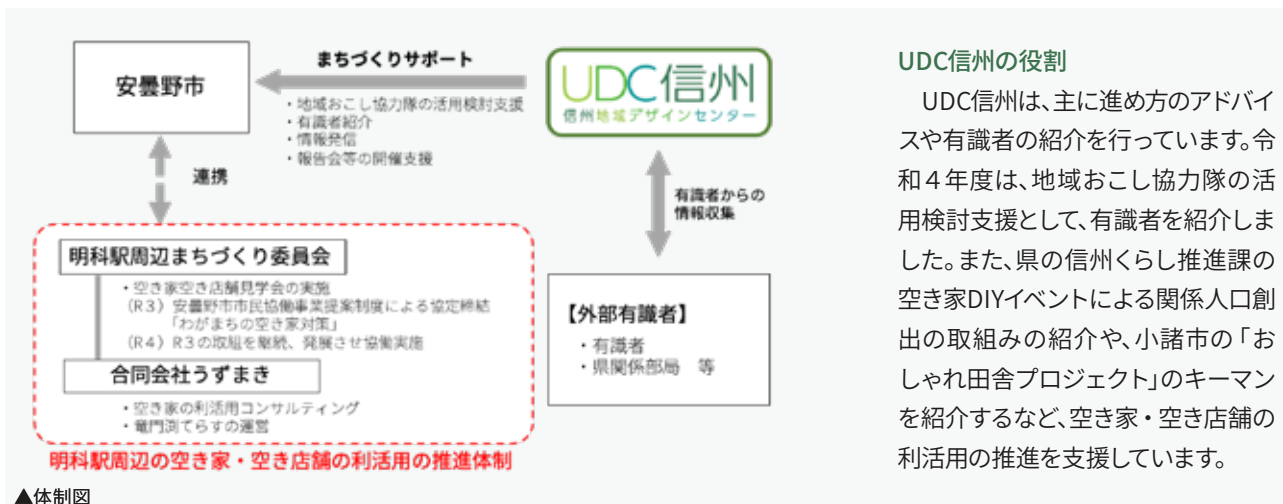 安曇野市
まちづくりサポート
・地域おこし協力隊の活用検討支援
・有識者紹介
・情報発信
・報告会等の開催支援
UDC信州
信州地域デザインセンター
連携
有識者からの
情報収集
明科駅周辺まちづくり委員会
・空き家空き店舗見学会の実施
(R3)安曇野市市民協働事業提案制度による協定締結
「わがまちの空き家対策」
(R4)R3の取組を継続、発展させ協働実施
合同会社うずまき
・空き家の利活用コンサルティング
・竜門渕てらすの運営
明科駅周辺の空き家・空き店舗の利活用の推進体制
【外部有識者】
・有識者
・県関係部局 等
▲体制図
UDC信州の役割
UDC信州は、主に進め方のアドバイ
スや有識者の紹介を行っています。令
和4年度は、地域おこし協力隊の活
用検討支援として、有識者を紹介しま
した。また、県の信州くらし推進課の
空き家DIYイベントによる関係人口創
出の取組みの紹介や、小諸市の「お
しゃれ田舎プロジェクト」のキーマン
を紹介するなど、空き家・空き店舗の
利活用の推進を支援しています。